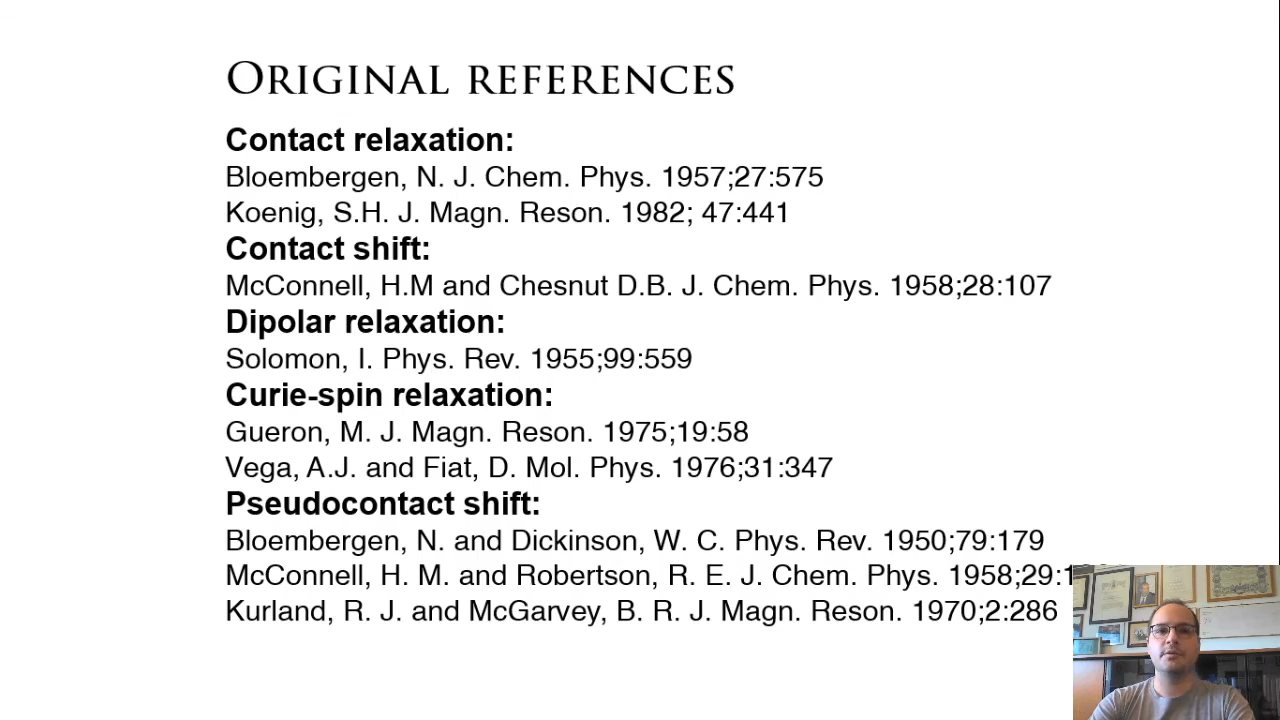 ORIGINAL REFERENCES
Contact relaxation:
Bloembergen, N. J. Chem. Phys. 1957;27:575
Koenig, S.H. J. Magn. Reson. 1982; 47:441
Contact shift:
McConnell, H.M and Chesnut D.B. J. Chem. Phys. 1958;28:107
Dipolar relaxation:
Solomon, I. Phys. Rev. 1955;99:559
Curie-spin relaxation:
Gueron, M. J. Magn. Reson. 1975;19:58
Vega, A.J. and Fiat, D. Mol. Phys. 1976;31:347
Pseudocontact shift:
Bloembergen, N. and Dickinson, W. C. Phys. Rev. 1950;79:179
McConnell, H. M. and Robertson, R. E. J. Chem. Phys. 1958;29:
Kurland, R. J. and McGarvey, B. R. J. Magn. Reson. 1970;2:286